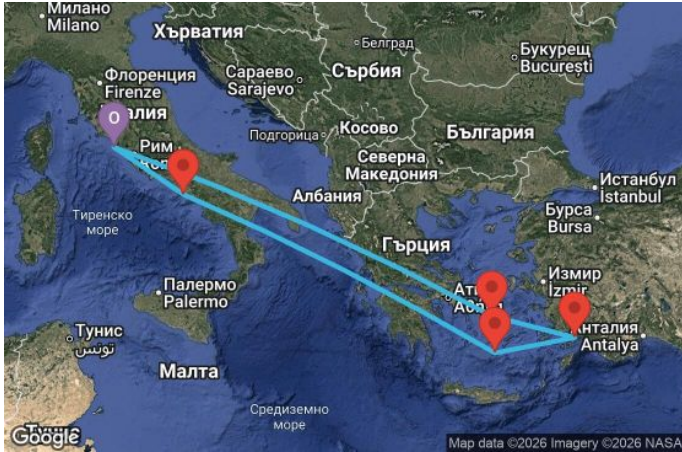 Милано
Milano
Хърватия
Белград
Букурещ
București
Флоренция
Firenze
Сараево
Sarajevo
Сърбия
Подгорица
Косово
България
Северна
Македония
Рим
Албания
Истанбул
İstanbul
Бурса
Bursa
Тиренско
море
Гърция
Измир
İzmir
Палермо
Palermo
Анталия
Antalya
Тунис
تونس
Малта
Средиземно
море
Google
Map data ©2026 Imagery ©2026 NASA